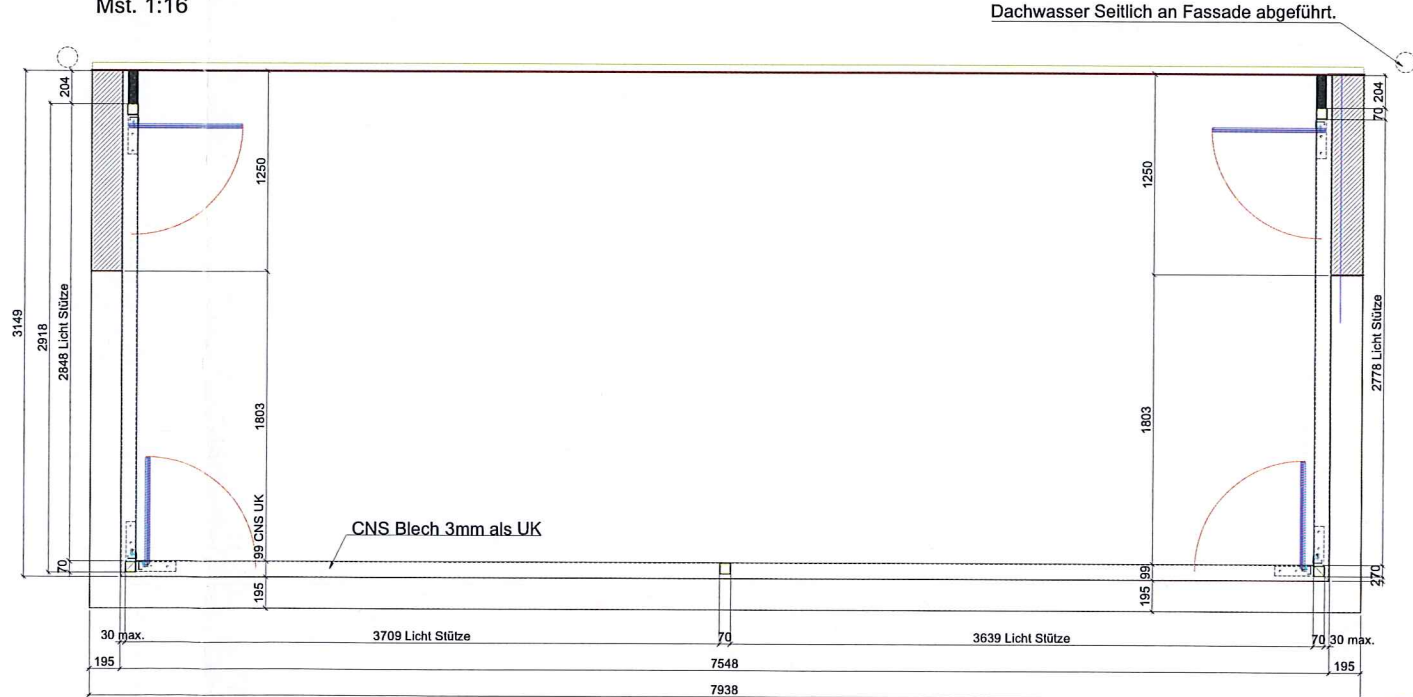 Mst. 1:16
Dachwasser Seitlich an Fassade abgeführt.
204
204
70
1250
1250
3149
2918
2848 Licht Stütze
2778 Licht Stütze
1803
1803
99 CNS UK
CNS Blech 3mm als UK
70
99
270
195
195
30 max.
3709 Licht Stütze
70
3639 Licht Stütze
70
30 max.
195
7548
195
7938